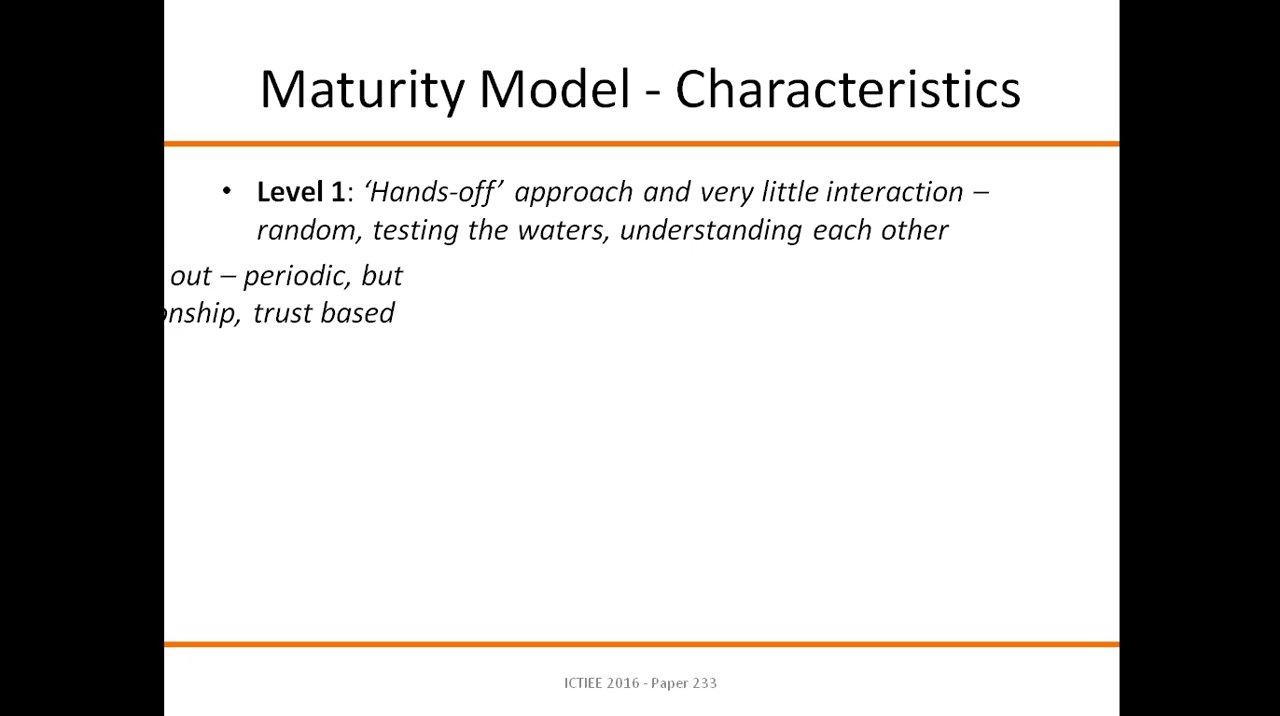 Maturity Model - Characteristics
• Level 1: ‘Hands-off’ approach and very little interaction –
random, testing the waters, understanding each other
out – periodic, but
trust based
ICTIEE 2016 - Paper 233